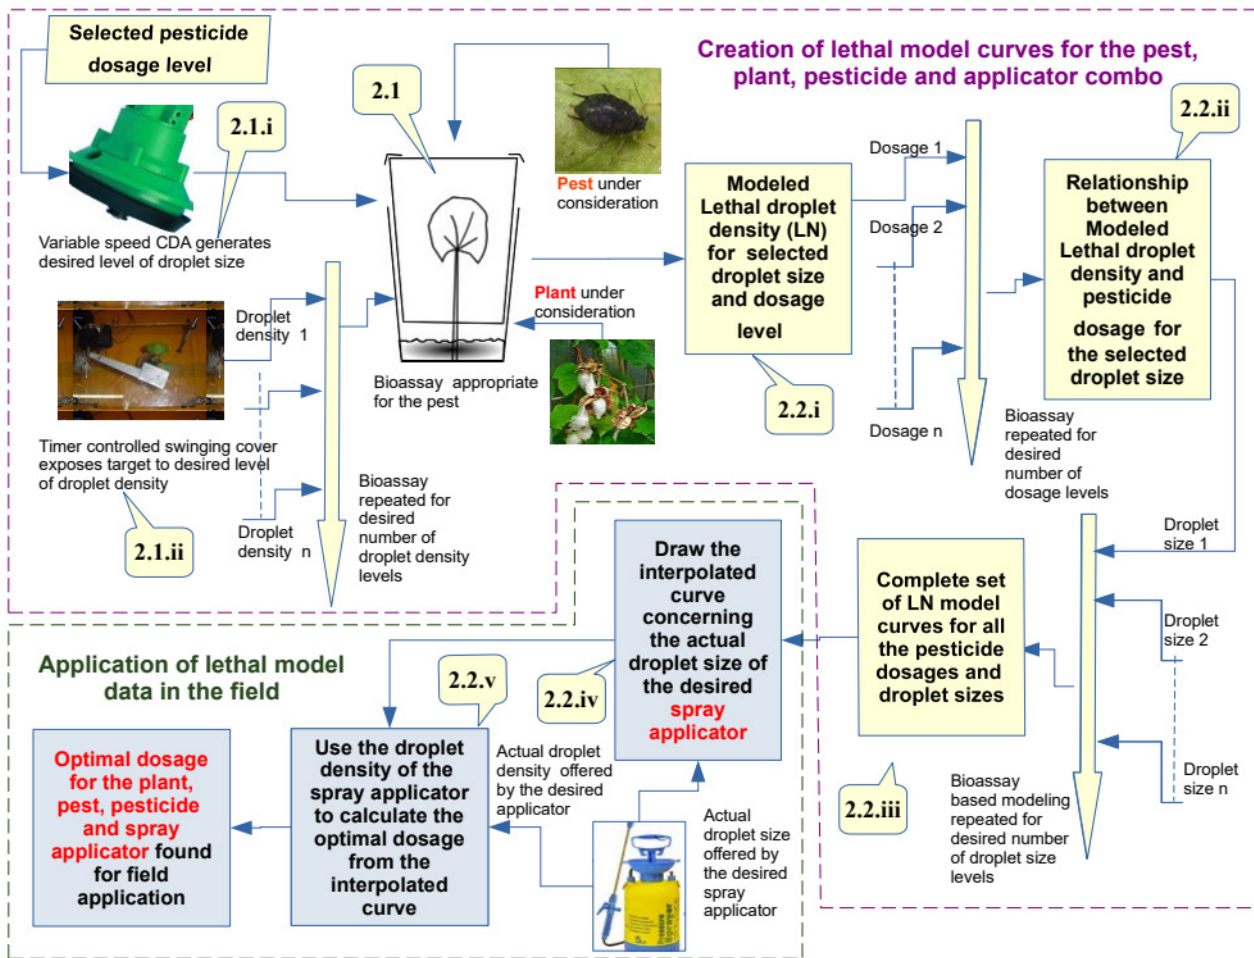 Selected pesticide
dosage level
Creation of lethal model curves for the pest,
plant, pesticide and applicator combo
2.1.i
2.1
2.2.ii
Variable speed CDA generates
desired level of droplet size
Pest under
consideration
Plant under
consideration
Droplet
density 1
Timer controlled swinging cover
exposes target to desired level
of droplet density
2.1.ii
Droplet
density n
Bioassay appropriate
for the pest
Bioassay
repeated for
desired
number of
droplet density
levels
Modeled
Lethal droplet
density (LN)
for selected
droplet size
and dosage
level
2.2.i
Dosage 1
Dosage 2
Dosage n
Bioassay
repeated for
desired
number of
dosage levels
Relationship
between
Modeled
Lethal droplet
density and
pesticide
dosage for
the selected
droplet size
Droplet
size 1
Droplet
size 2
Droplet
size n
Bioassay
based modeling
repeated for
desired number
of droplet size
levels
Complete set
of LN model
curves for all
the pesticide
dosages and
droplet sizes
2.2.iii
Draw the
interpolated
curve
concerning
the actual
droplet size of
the desired
spray
applicator
2.2.iv
Application of lethal model
data in the field
2.2.v
Actual droplet
density offered
by the desired
applicator
Actual
droplet size
offered by
the desired
spray
applicator
Use the droplet
density of the
spray applicator
to calculate the
optimal dosage
from the
interpolated
curve
Optimal dosage
for the plant,
pest, pesticide
and spray
applicator found
for field
application